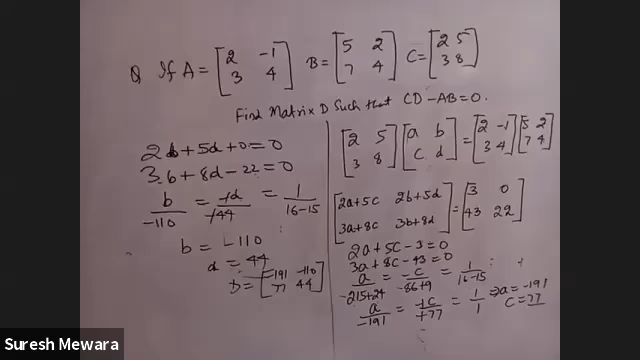 Q If A = [2 -1 3 4] B = [5 2 7 4] C = [2 5 3 8]
Find Matrix D Such that CD - AB = 0.
2b + 5d + 0 = 0
3b + 8d - 22 = 0
b/-110 = -d/-44 = 1/16-15
b = -110
d = 44
D = [-191 -110 77 44]
[2 5 3 8] [a b c d] = [2 -1 3 4] [5 2 7 4]
[2a+5c 2b+5d 3a+8c 3b+8d] = [3 0 43 22]
2a + 5c - 3 = 0
3a + 8c - 43 = 0
a/-215+24 = -c/-86+9 = 1/16-15
a/-191 = +c/+77 = 1/1 ⇒ a = -191
c = 77
Suresh Mewara